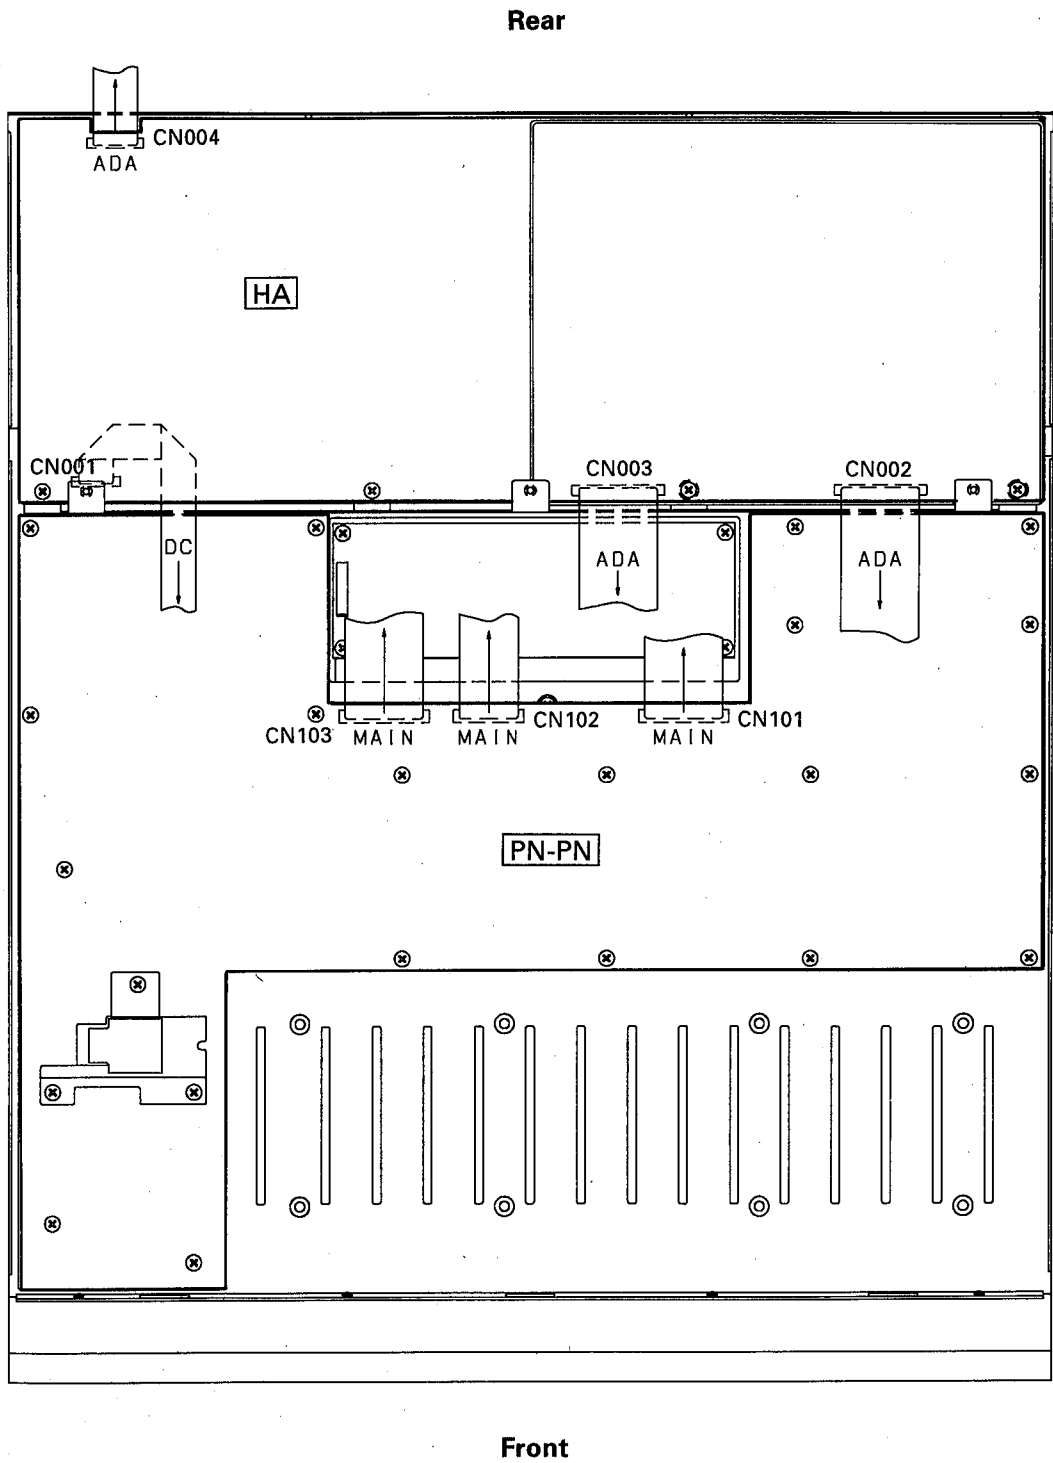 Rear
CN004
ADA
HA
CN001
CN003
CN002
DC
ADA
ADA
CN103
MAIN
MAIN
CN102
MAIN
CN101
PN-PN
Front